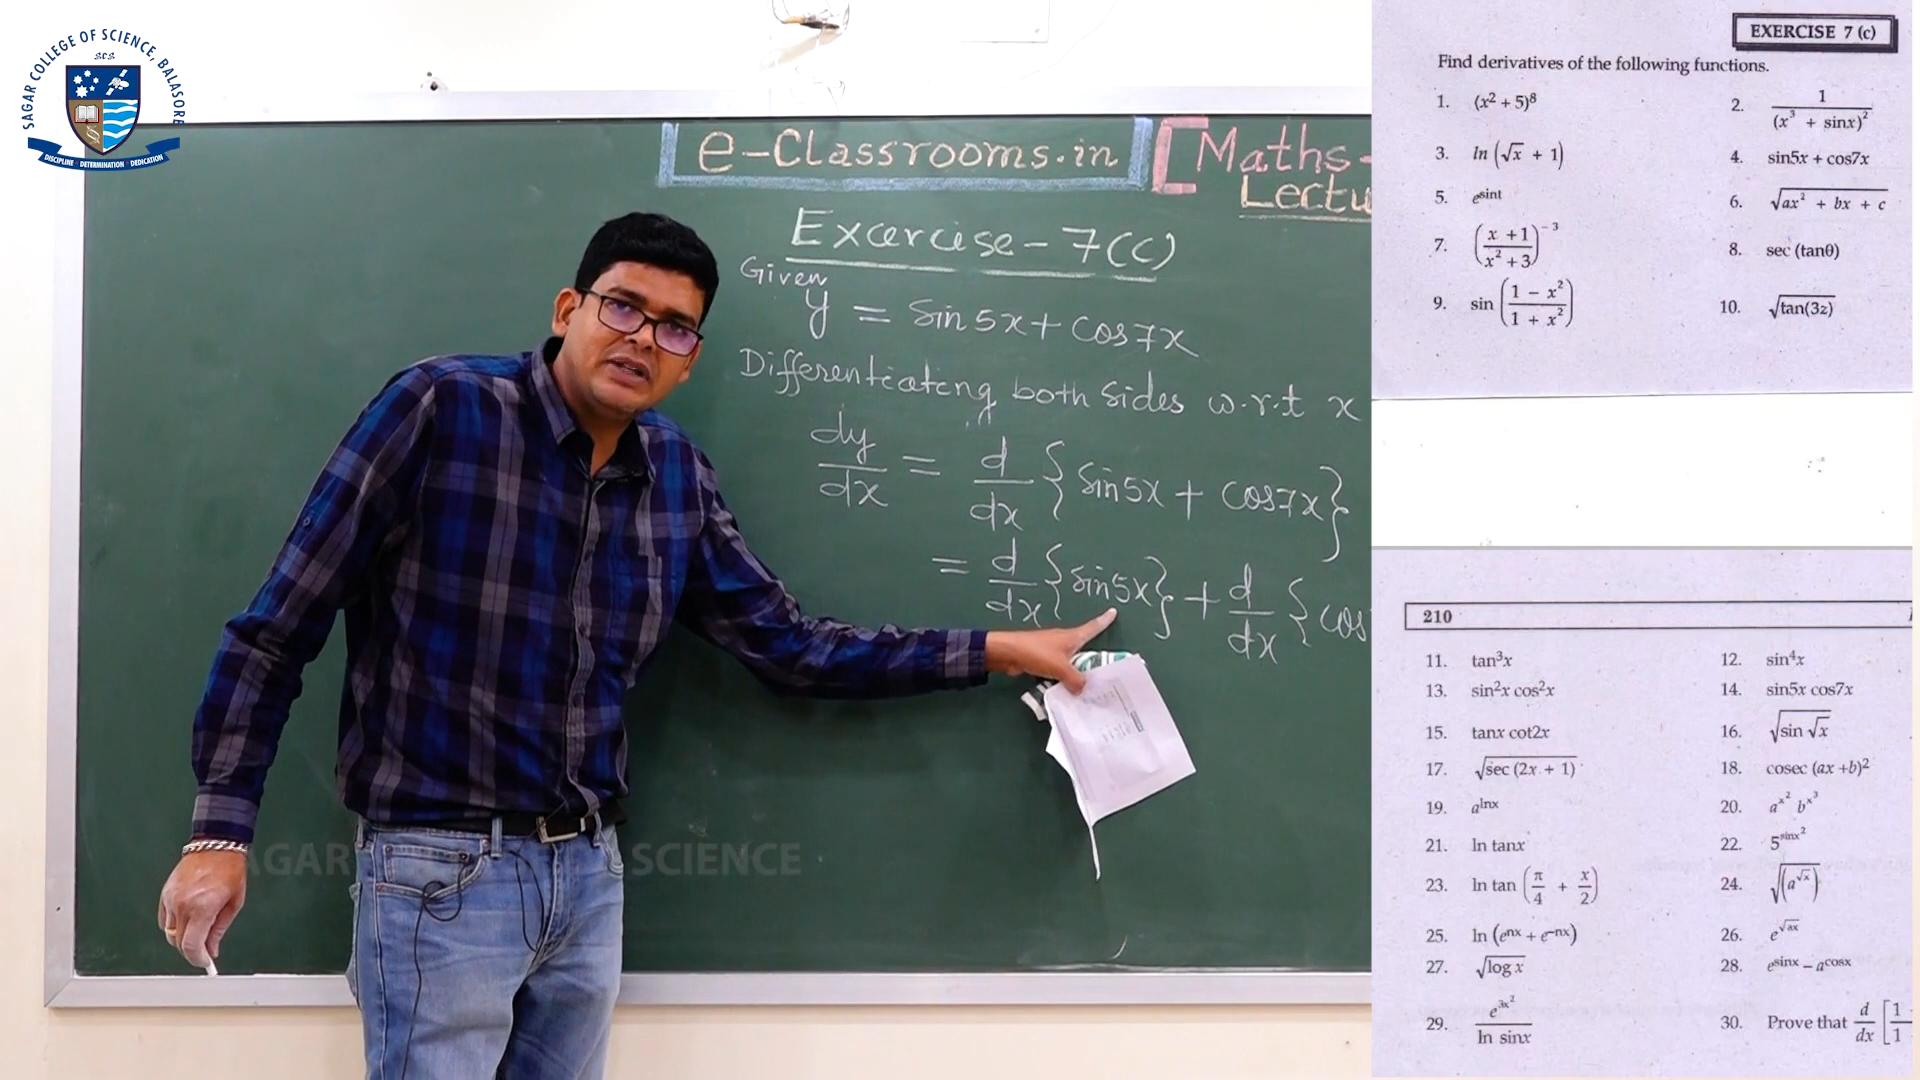 SAGAR COLLEGE OF SCIENCE, BALASORE
S.C.S
DISCIPLINE DETERMINATION DEDICATION
e-Classrooms.in [Maths-
Lectu
Excercise-7(c)
Given
y = Sin5x + Cos7x
Differentiating both sides w.r.t x
dy/dx = d/dx {Sin5x + Cos7x}
= d/dx {Sin5x} + d/dx {Cos
SCIENCE
EXERCISE 7 (c)
Find derivatives of the following functions.
1. (x² + 5)⁸
2. 1/(x³ + sinx)²
3. ln (√x + 1)
4. sin5x + cos7x
5. e^sint
6. √(ax² + bx + c)
7. ((x + 1)/(x² + 3))⁻³
8. sec (tanθ)
9. sin ((1 − x²)/(1 + x²))
10. √tan(3z)
210
11. tan³x
12. sin⁴x
13. sin²x cos²x
14. sin5x cos7x
15. tanx cot2x
16. √(sin √x)
17. √sec (2x + 1)
18. cosec (ax +b)²
19. a^lnx
20. a^x² b^x³
21. ln tanx
22. 5^sinx²
23. ln tan (π/4 + x/2)
24. √(a^√x)
25. ln (e^nx + e^−nx)
26. e^√ax
27. √log x
28. e^sinx − a^cosx
29. e^3x²/ln sinx
30. Prove that d/dx [1/1